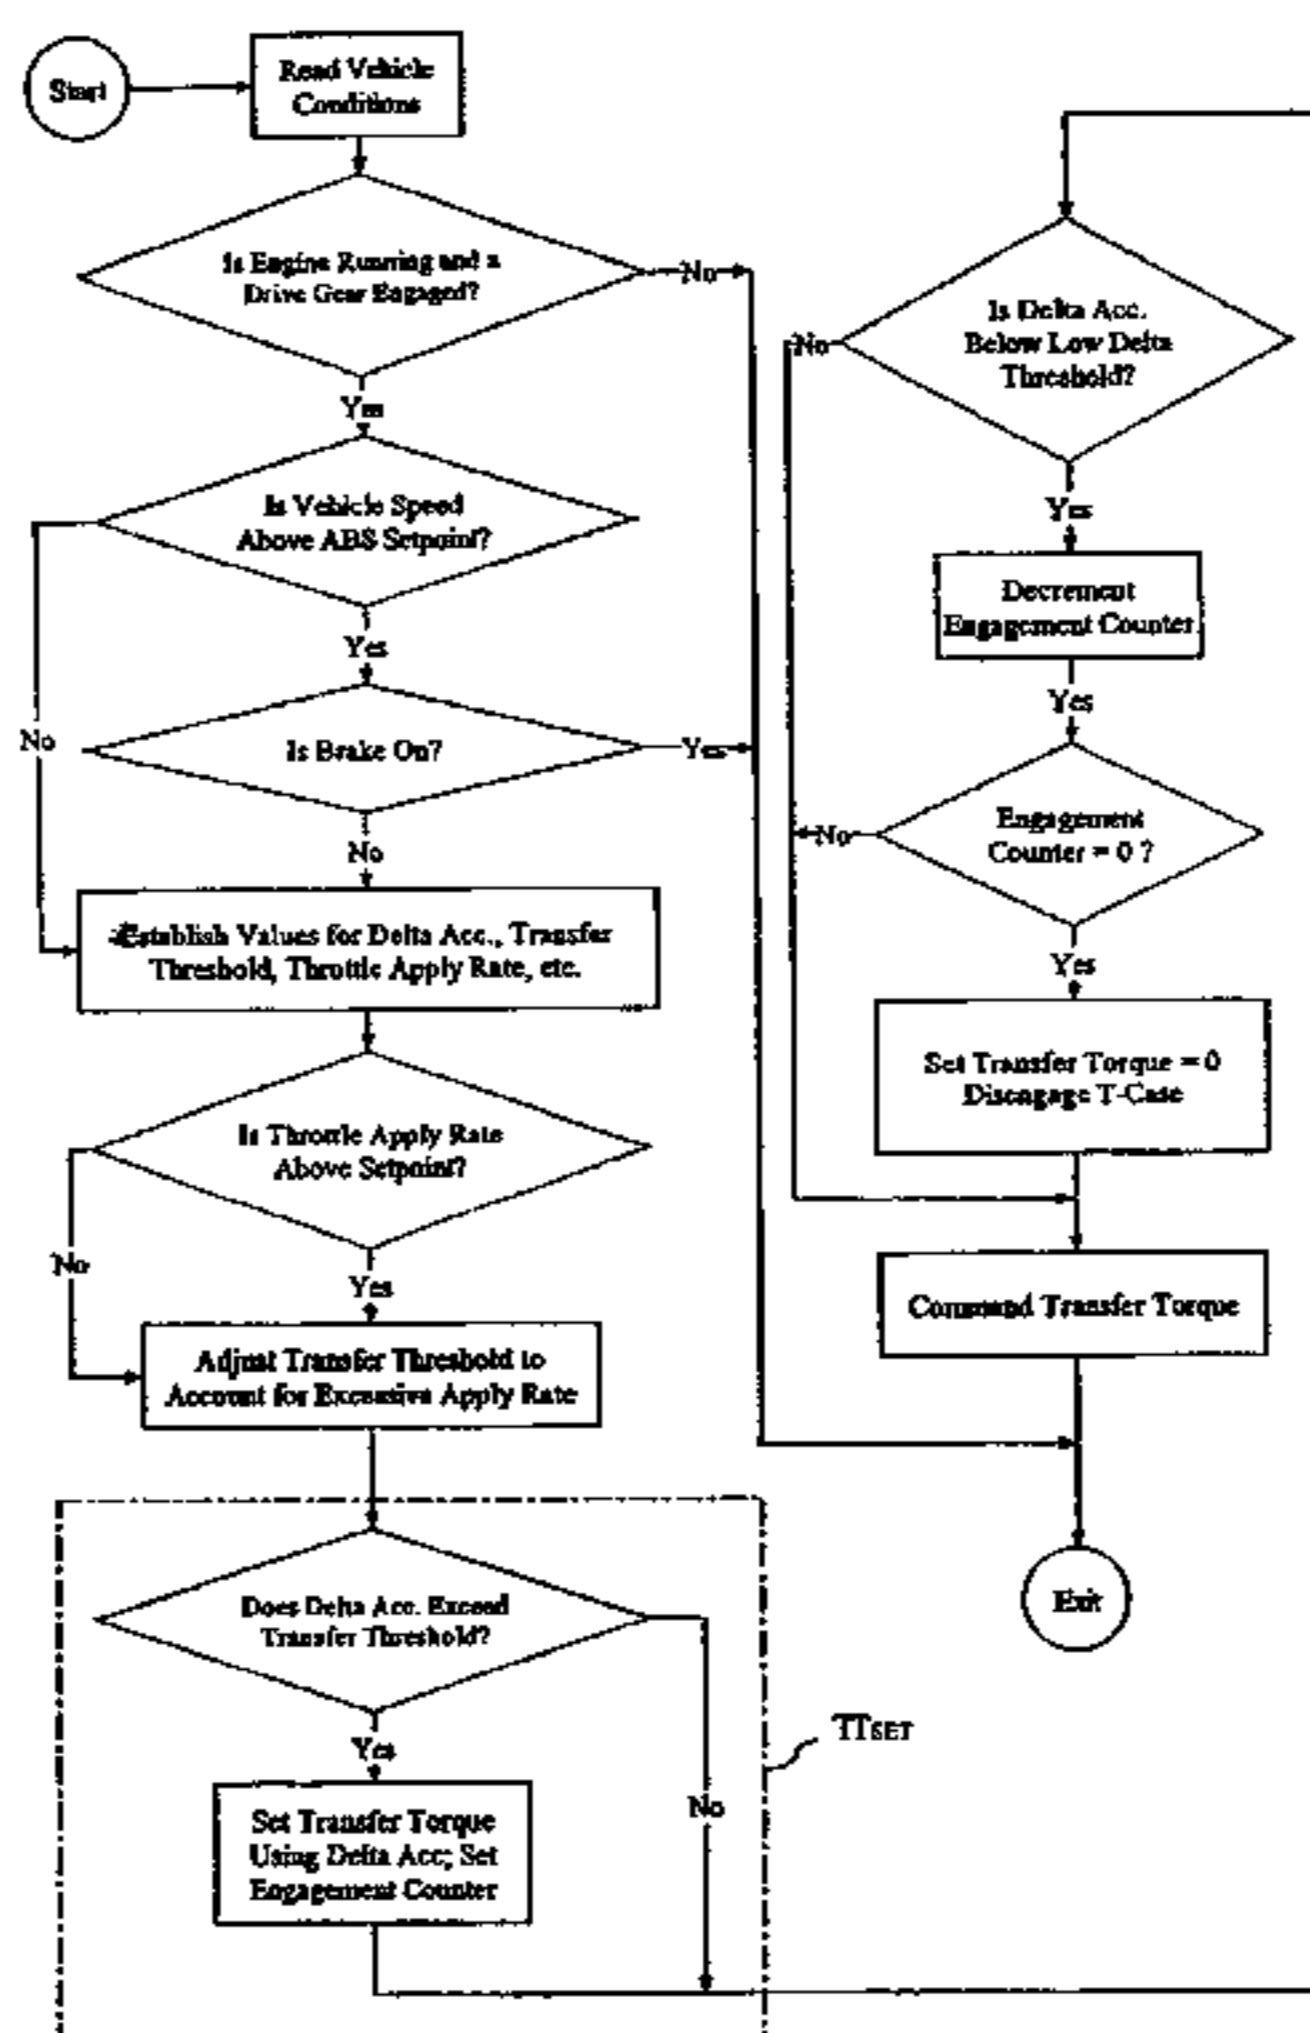 Start
Read Vehicle
Conditions
Is Engine Running and a
Drive Gear Engaged?
No
Yes
Is Vehicle Speed
Above ABS Setpoint?
No
Yes
Is Brake On?
Yes
No
Establish Values for Delta Acc., Transfer
Threshold, Throttle Apply Rate, etc.
Is Throttle Apply Rate
Above Setpoint?
No
Yes
Adjust Transfer Threshold to
Account for Excessive Apply Rate
Does Delta Acc. Exceed
Transfer Threshold?
Yes
No
Set Transfer Torque
Using Delta Acc; Set
Engagement Counter
TTSET
Is Delta Acc.
Below Low Delta
Threshold?
No
Yes
Decrement
Engagement Counter
Yes
Engagement
Counter = 0 ?
No
Yes
Set Transfer Torque = 0
Disengage T-Case
Command Transfer Torque
Exit